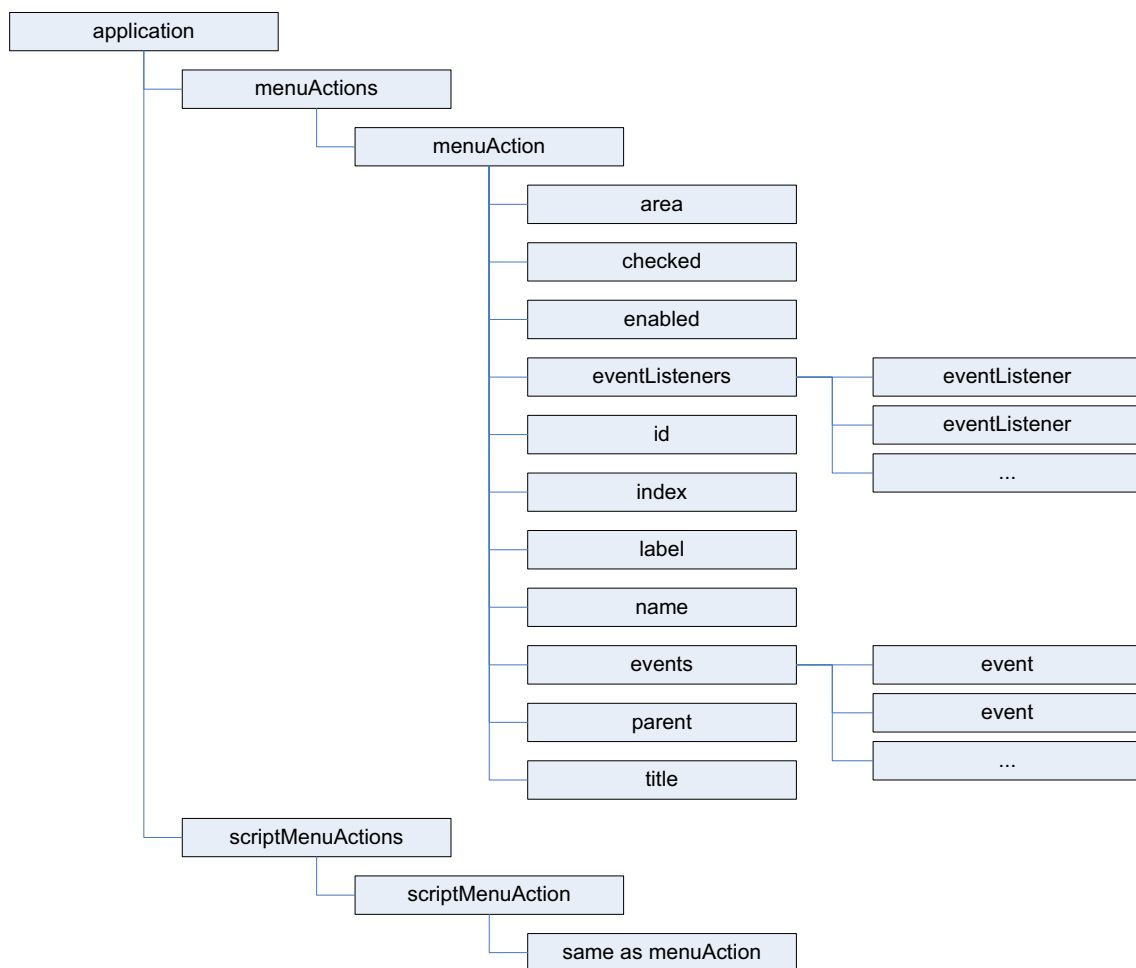 application
menuActions
menuAction
area
checked
enabled
eventListeners
eventListener
eventListener
...
id
index
label
name
events
event
event
...
parent
title
scriptMenuActions
scriptMenuAction
same as menuAction